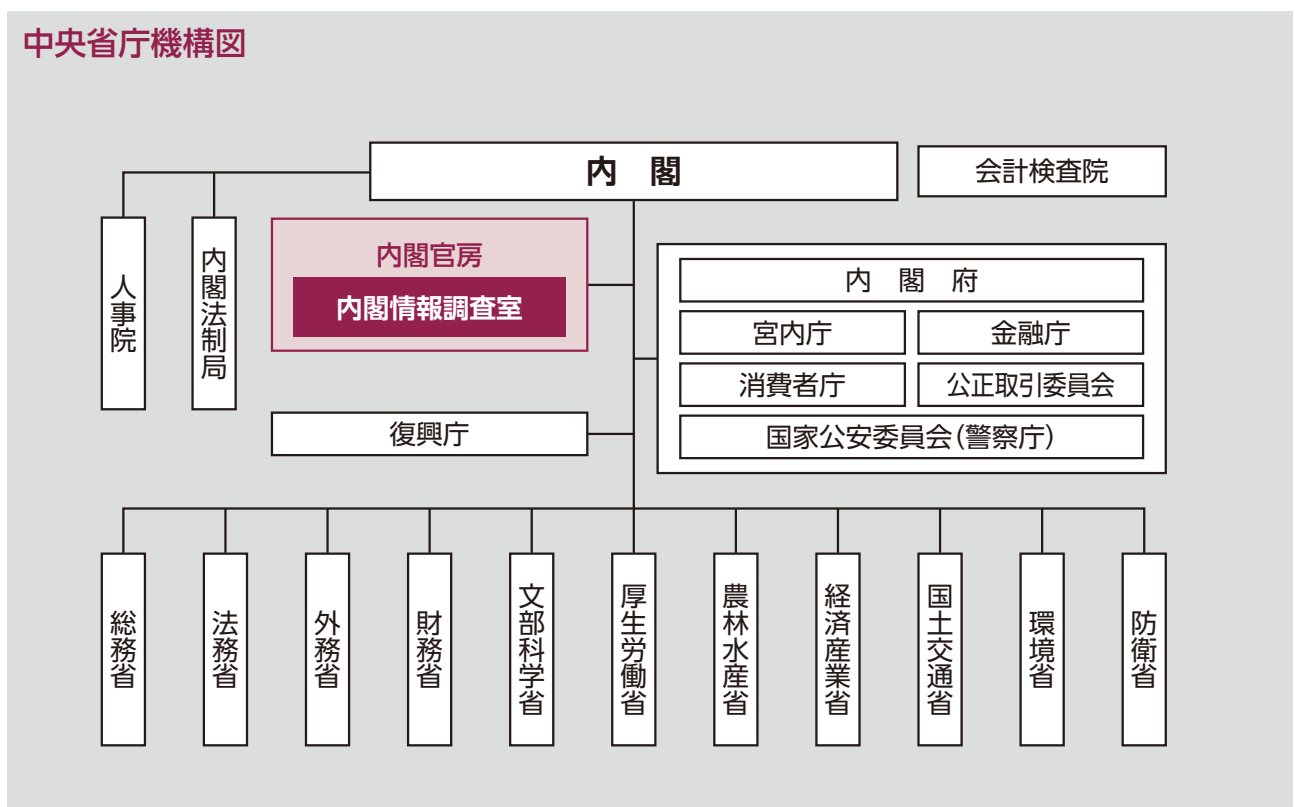 中央省庁機構図
内 閣
会計検査院
人事院
内閣法制局
内閣官房
内閣情報調査室
内 閣 府
宮内庁
金融庁
消費者庁
公正取引委員会
国家公安委員会(警察庁)
復興庁
総務省
法務省
外務省
財務省
文部科学省
厚生労働省
農林水産省
経済産業省
国土交通省
環境省
防衛省